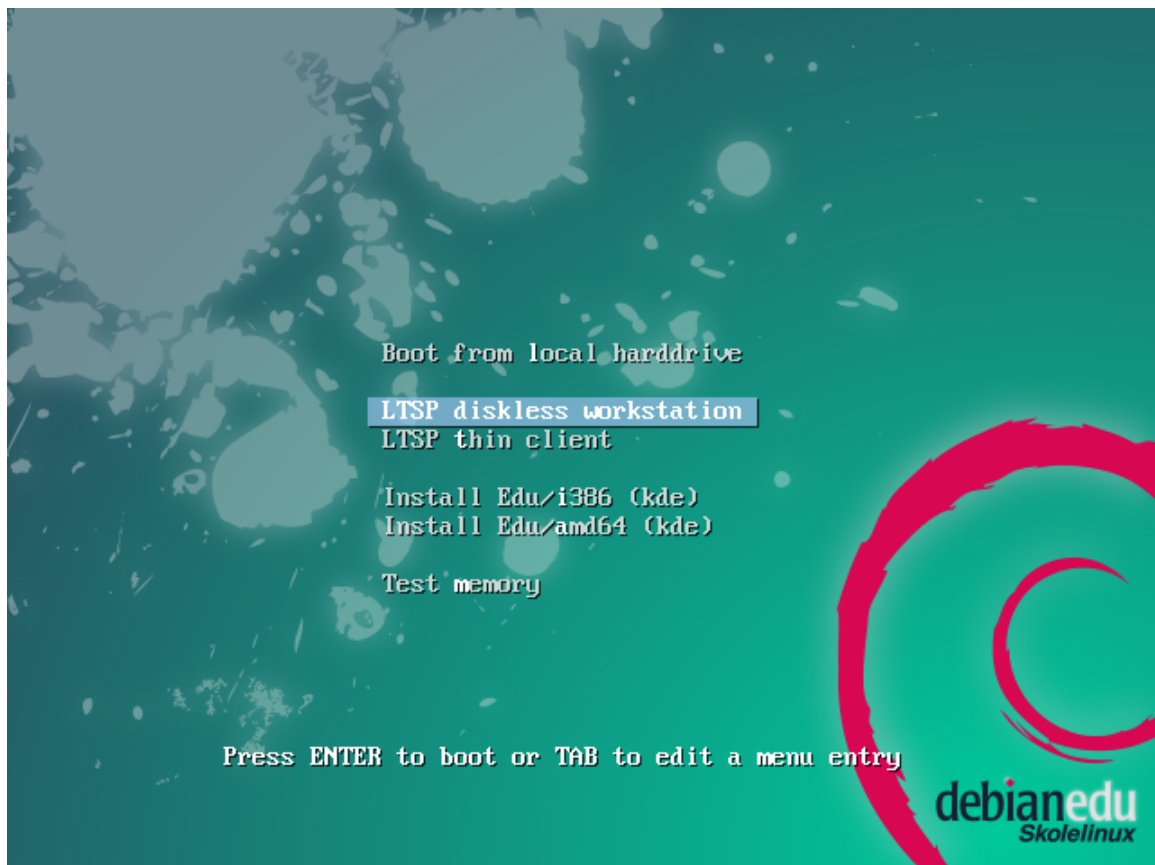 Boot from local harddrive
LTSP diskless workstation
LTSP thin client
Install Edu/i386 (kde)
Install Edu/amd64 (kde)
Test memory
Press ENTER to boot or TAB to edit a menu entry
debianedu
Skolelinux